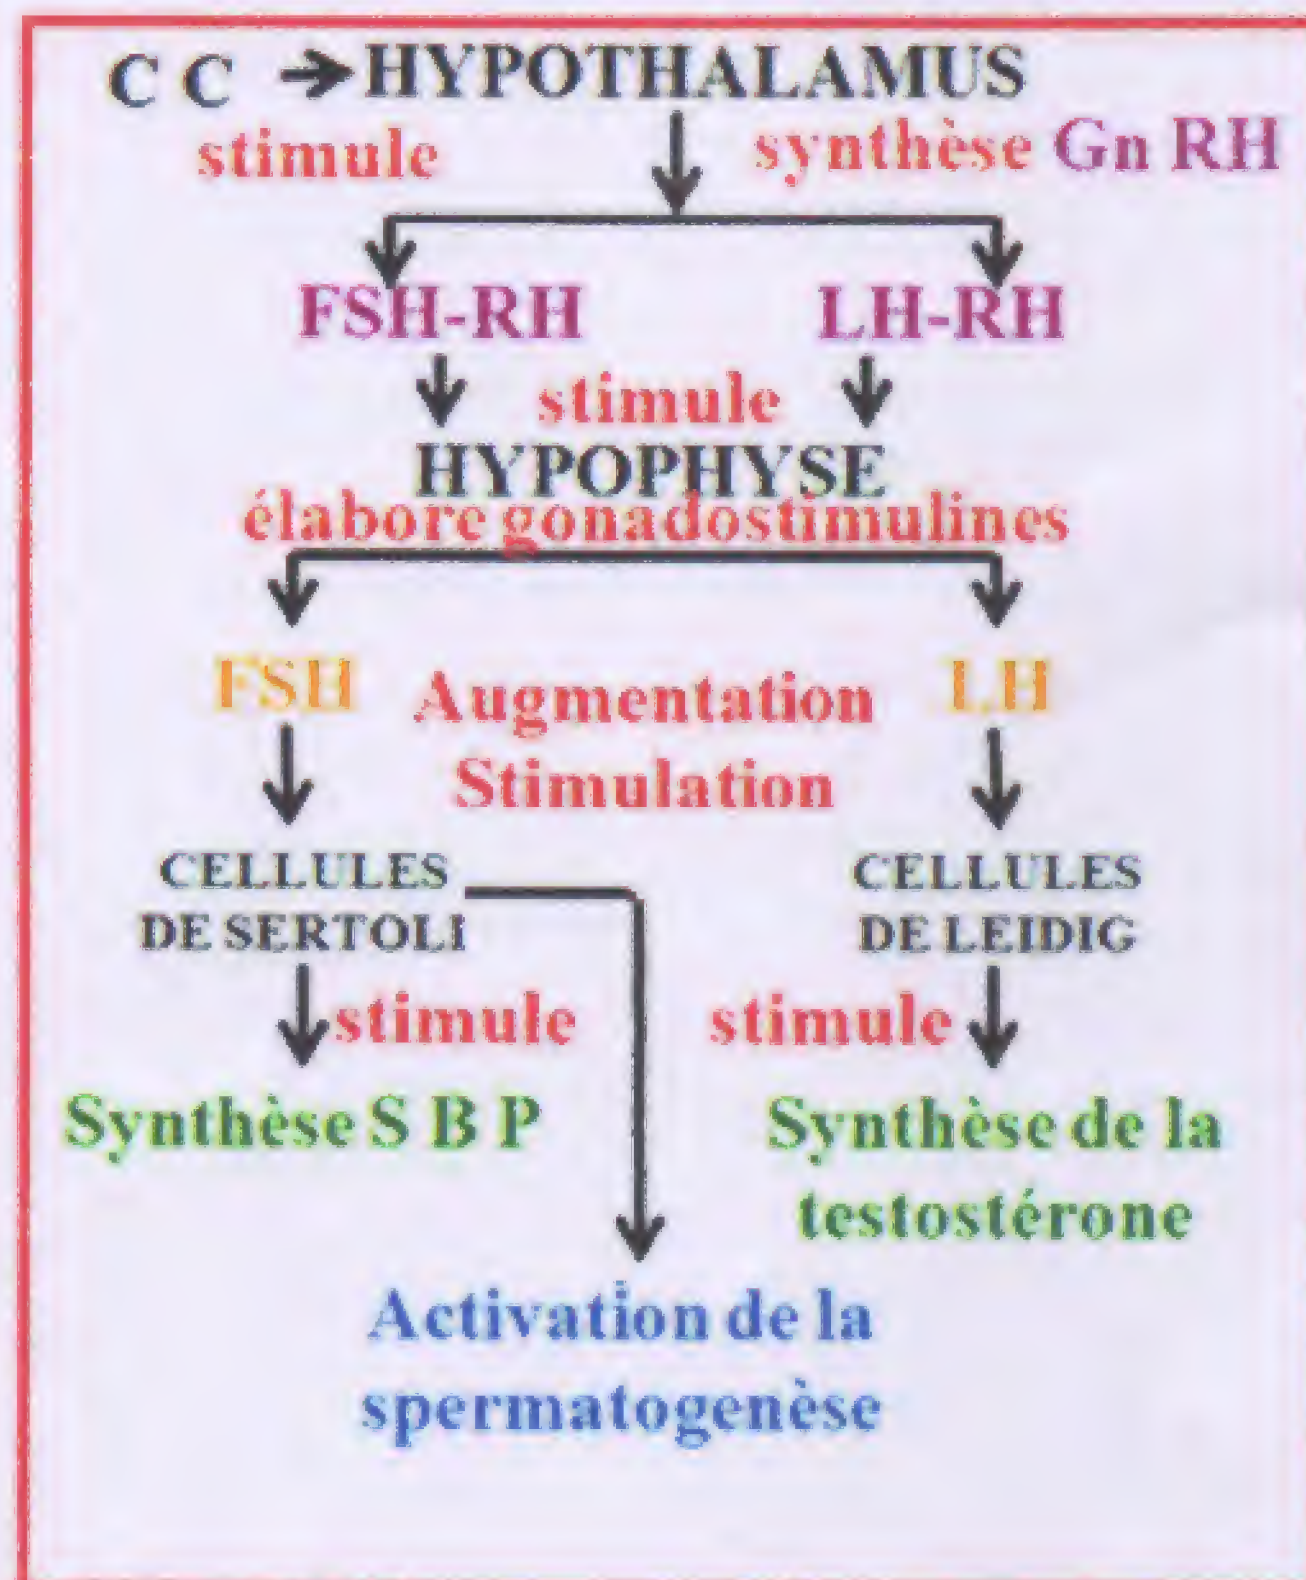 C C → HYPOTHALAMUS
stimule synthèse Gn RH
FSH-RH LH-RH
stimule
HYPOPHYSE
élabore gonadostimulines
FSH Augmentation LH
Stimulation
CELLULES CELLULES
DE SERTOLI DE LEIDIG
stimule stimule
Synthèse S B P Synthèse de la
testostérone
Activation de la
spermatogenèse